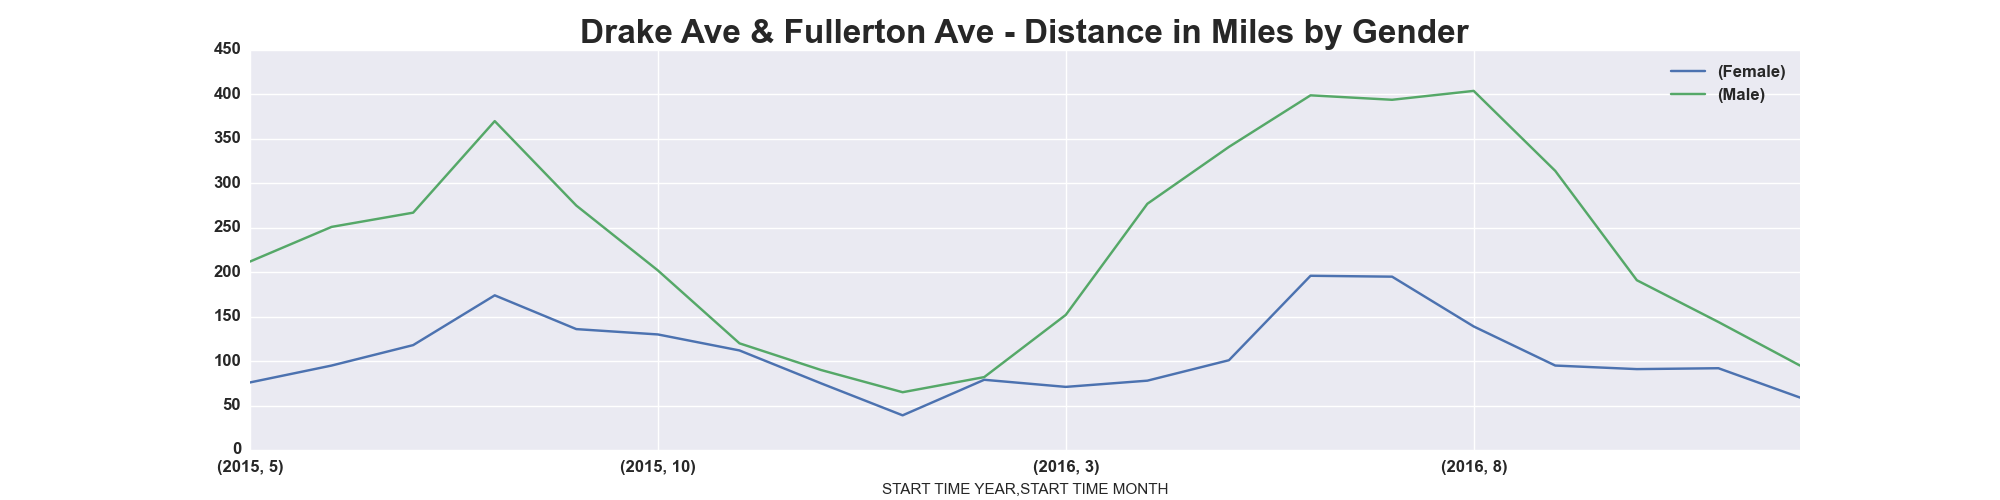 Drake Ave & Fullerton Ave - Distance in Miles by Gender
450
400
350
300
250
200
150
100
50
0
(Female)
(Male)
(2015, 5) (2015, 10) (2016, 3) (2016, 8)
START TIME YEAR,START TIME MONTH